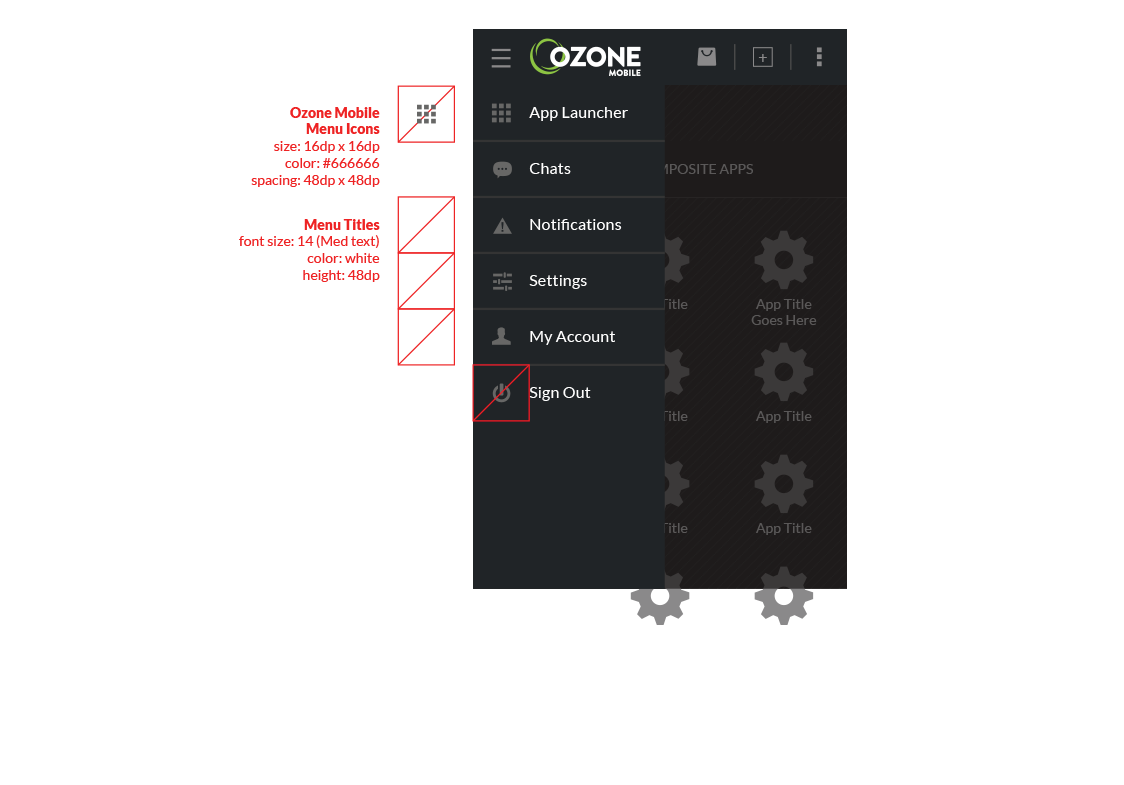 OZONE
MOBILE
Ozone Mobile
Menu Icons
size: 16dp x 16dp
color: #666666
spacing: 48dp x 48dp
Menu Titles
font size: 14 (Med text)
color: white
height: 48dp
App Launcher
Chats
Notifications
Settings
My Account
Sign Out
MPOSITE APPS
Title
App Title
Goes Here
Title
App Title
Title
App Title